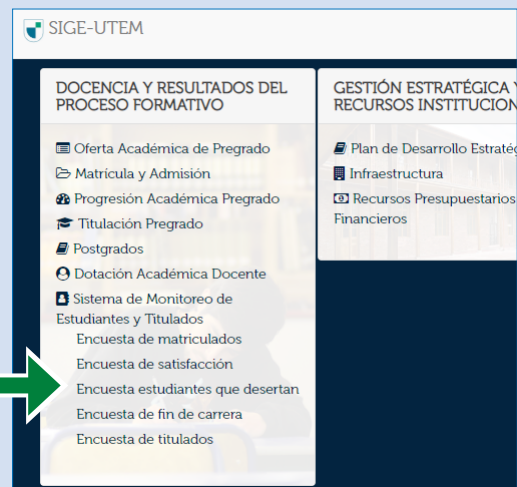 SIGE-UTEM
DOCENCIA Y RESULTADOS DEL
PROCESO FORMATIVO
Oferta Académica de Pregrado
Matrícula y Admisión
Progresión Académica Pregrado
Titulación Pregrado
Postgrados
Dotación Académica Docente
Sistema de Monitoreo de
Estudiantes y Titulados
Encuesta de matriculados
Encuesta de satisfacción
Encuesta estudiantes que desertan
Encuesta de fin de carrera
Encuesta de titulados
GESTIÓN ESTRATÉGICA
RECURSOS
Plan de Desarrollo
Infraestructura
Recursos Presupuestarios
Financieros